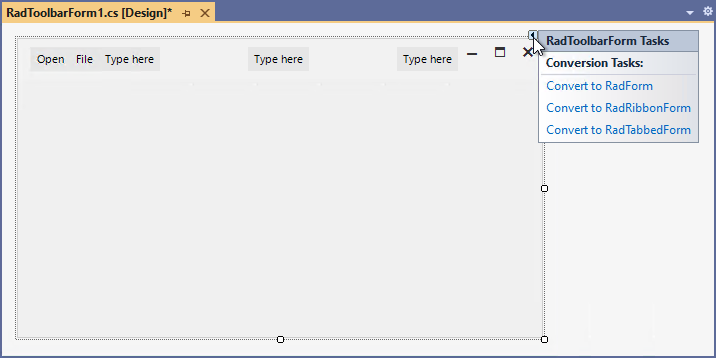 RadToolbarForm1.cs [Design]*
Open File Type here Type here Type here
RadToolbarForm Tasks
Conversion Tasks:
Convert to RadForm
Convert to RadRibbonForm
Convert to RadTabbedForm